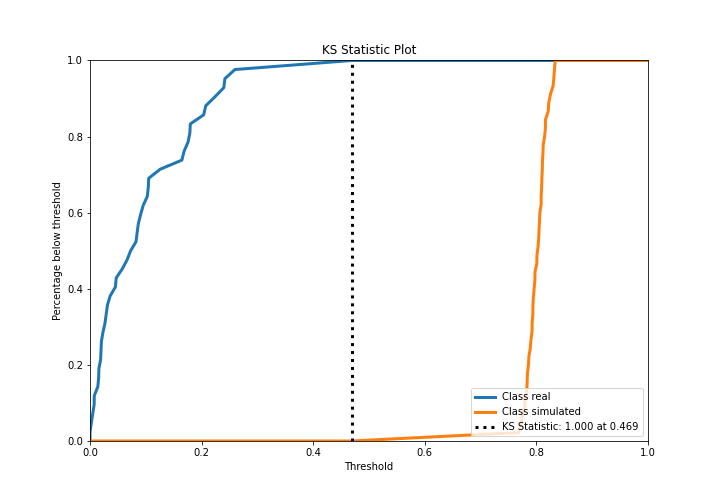 KS Statistic Plot
1.0
0.8
0.6
0.4
0.2
0.0
Percentage below threshold
0.0 0.2 0.4 0.6 0.8 1.0
Threshold
Class real
Class simulated
KS Statistic: 1.000 at 0.469